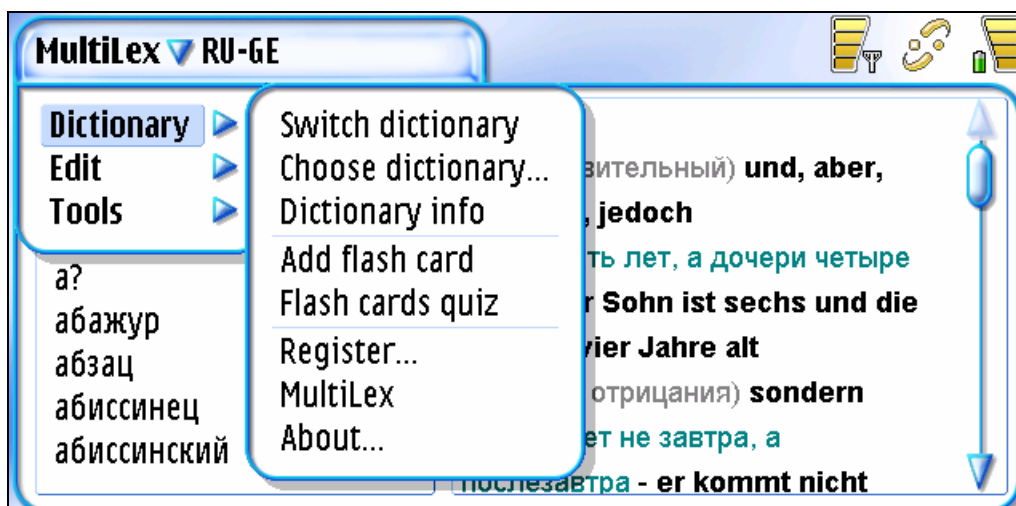 MultiLex RU-GE
Dictionary
Edit
Tools
Switch dictionary
Choose dictionary...
Dictionary info
Add flash card
Flash cards quiz
Register...
MultiLex
About...
а?
абажур
абзац
абиссинец
абиссинский
вительный) und, aber,
, jedoch
ть лет, а дочери четыре
r Sohn ist sechs und die
vier Jahre alt
отрицания) sondern
ет не завтра, а
послезавтра - er kommt nicht